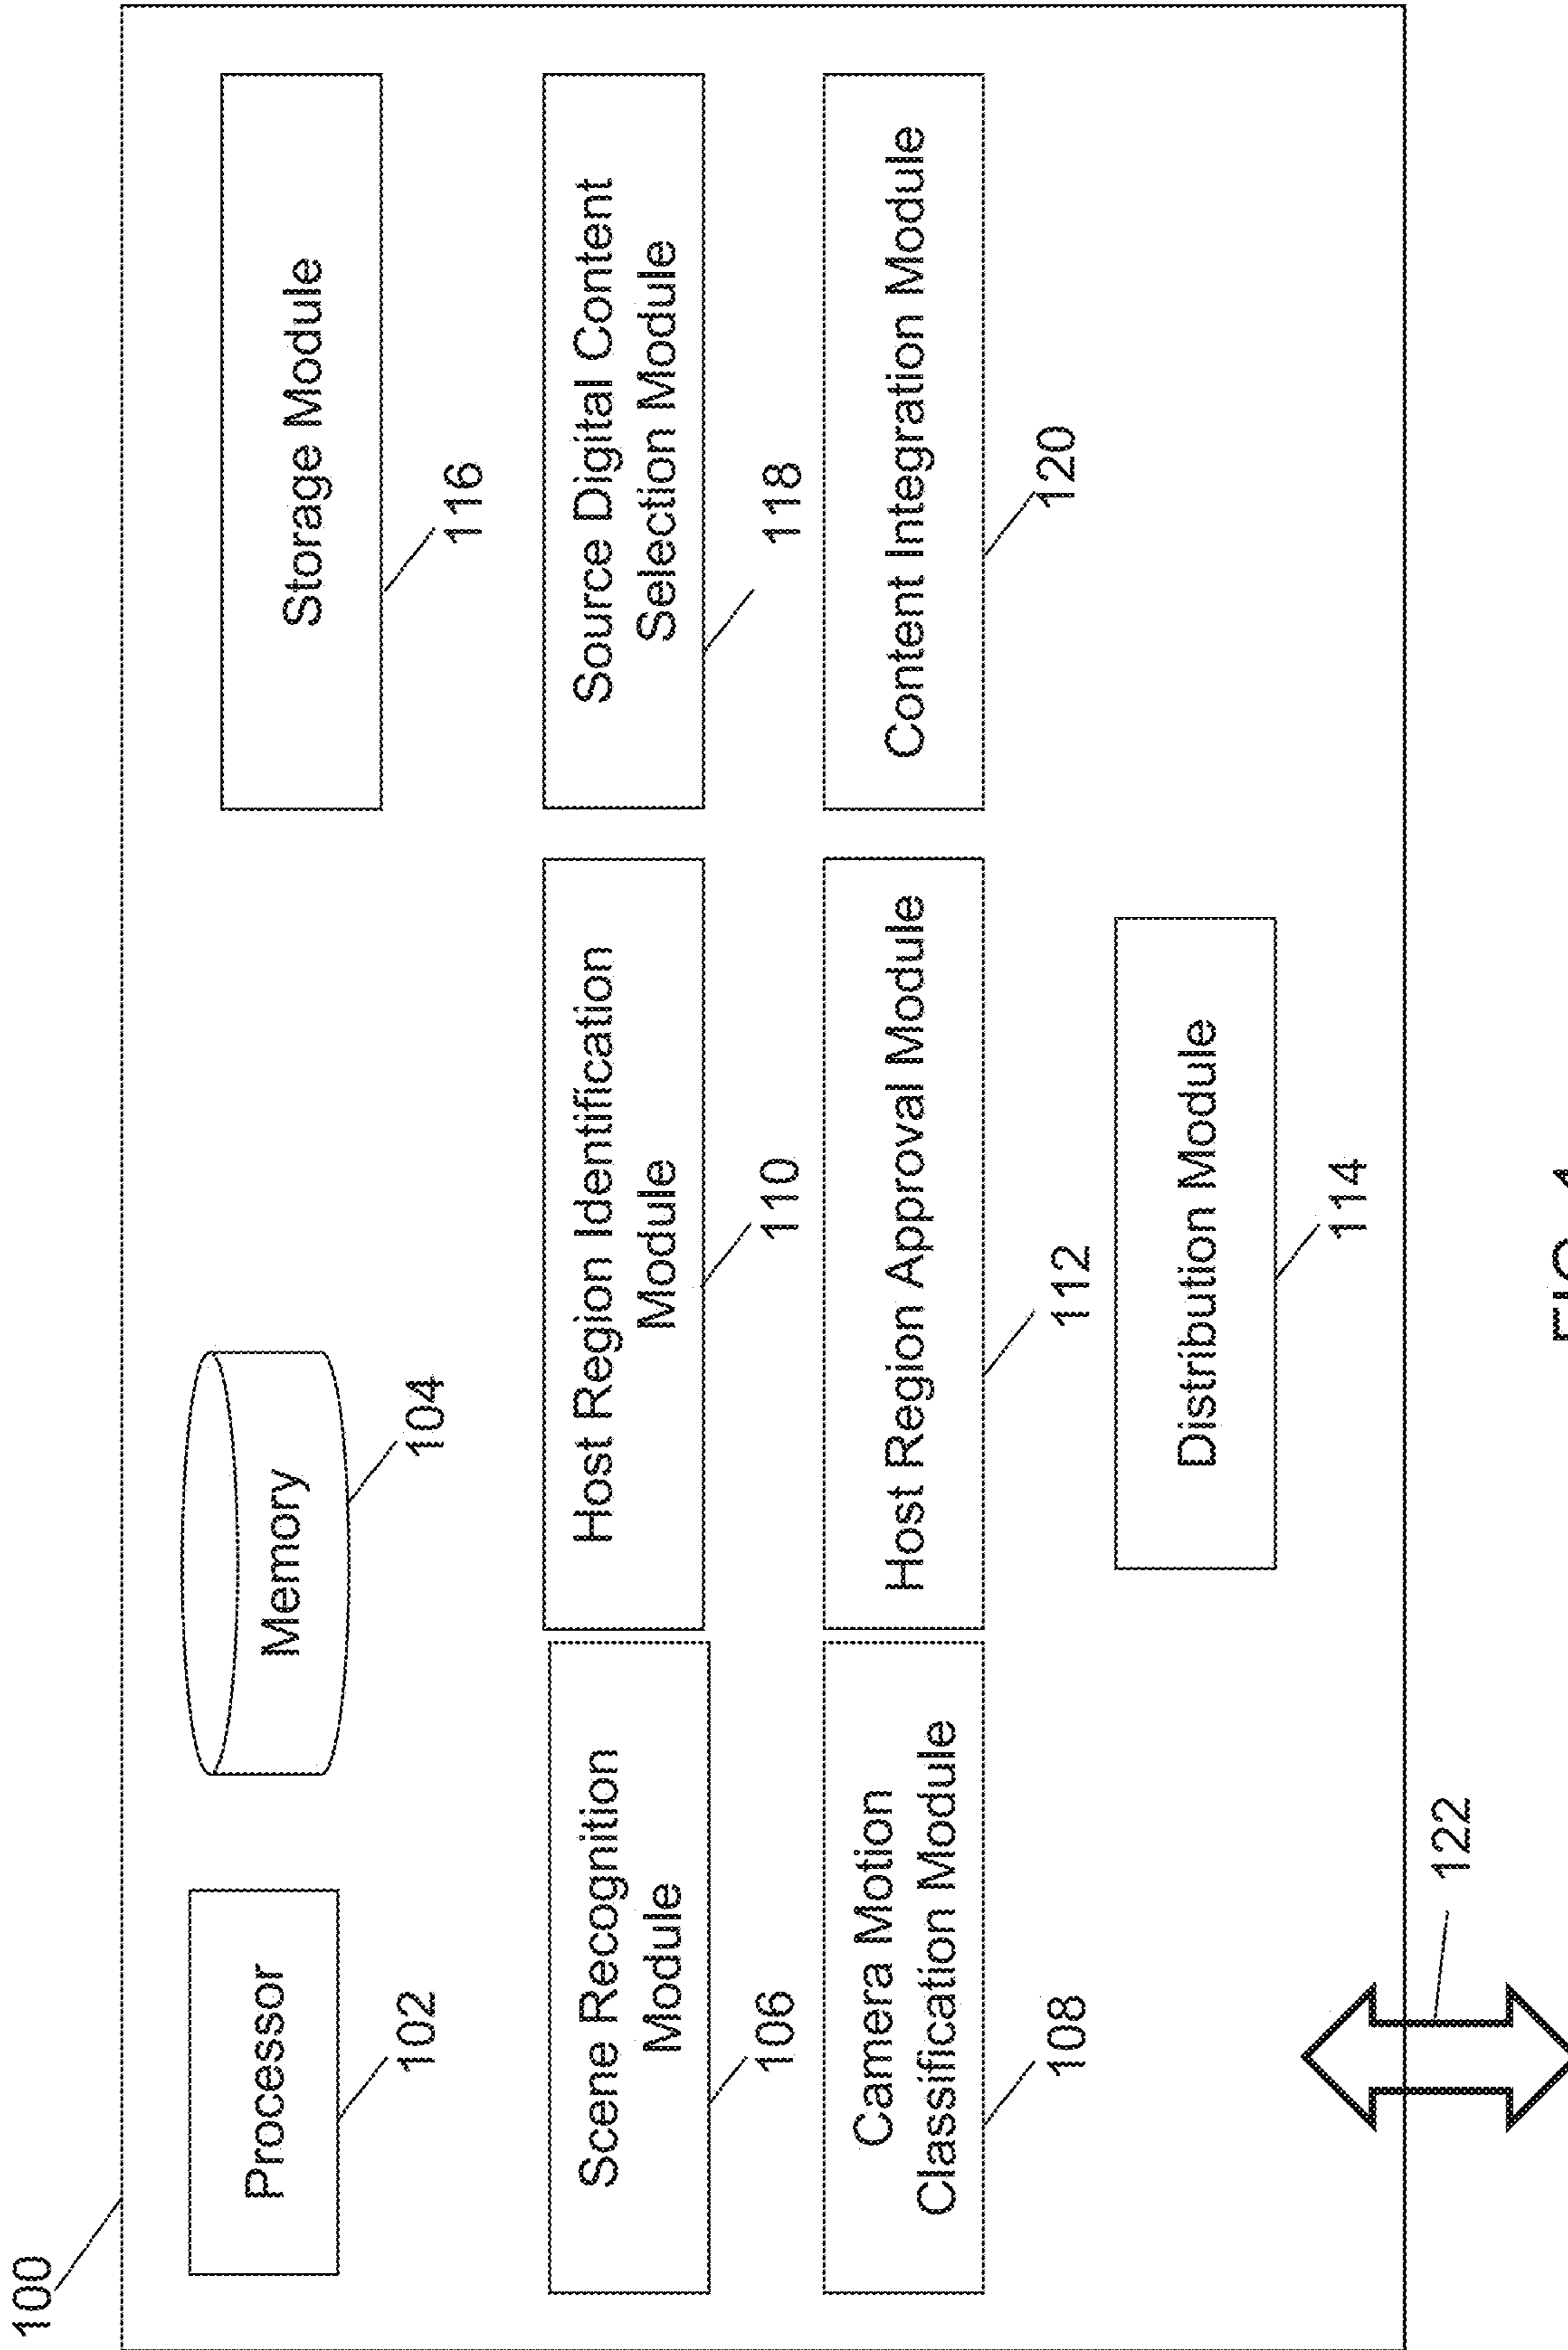 100
Processor
102
Memory
104
Storage Module
116
Scene Recognition
Module
106
Host Region Identification
Module
110
Source Digital Content
Selection Module
118
Camera Motion
Classification Module
108
Host Region Approval Module
112
Content Integration Module
120
Distribution Module
114
122